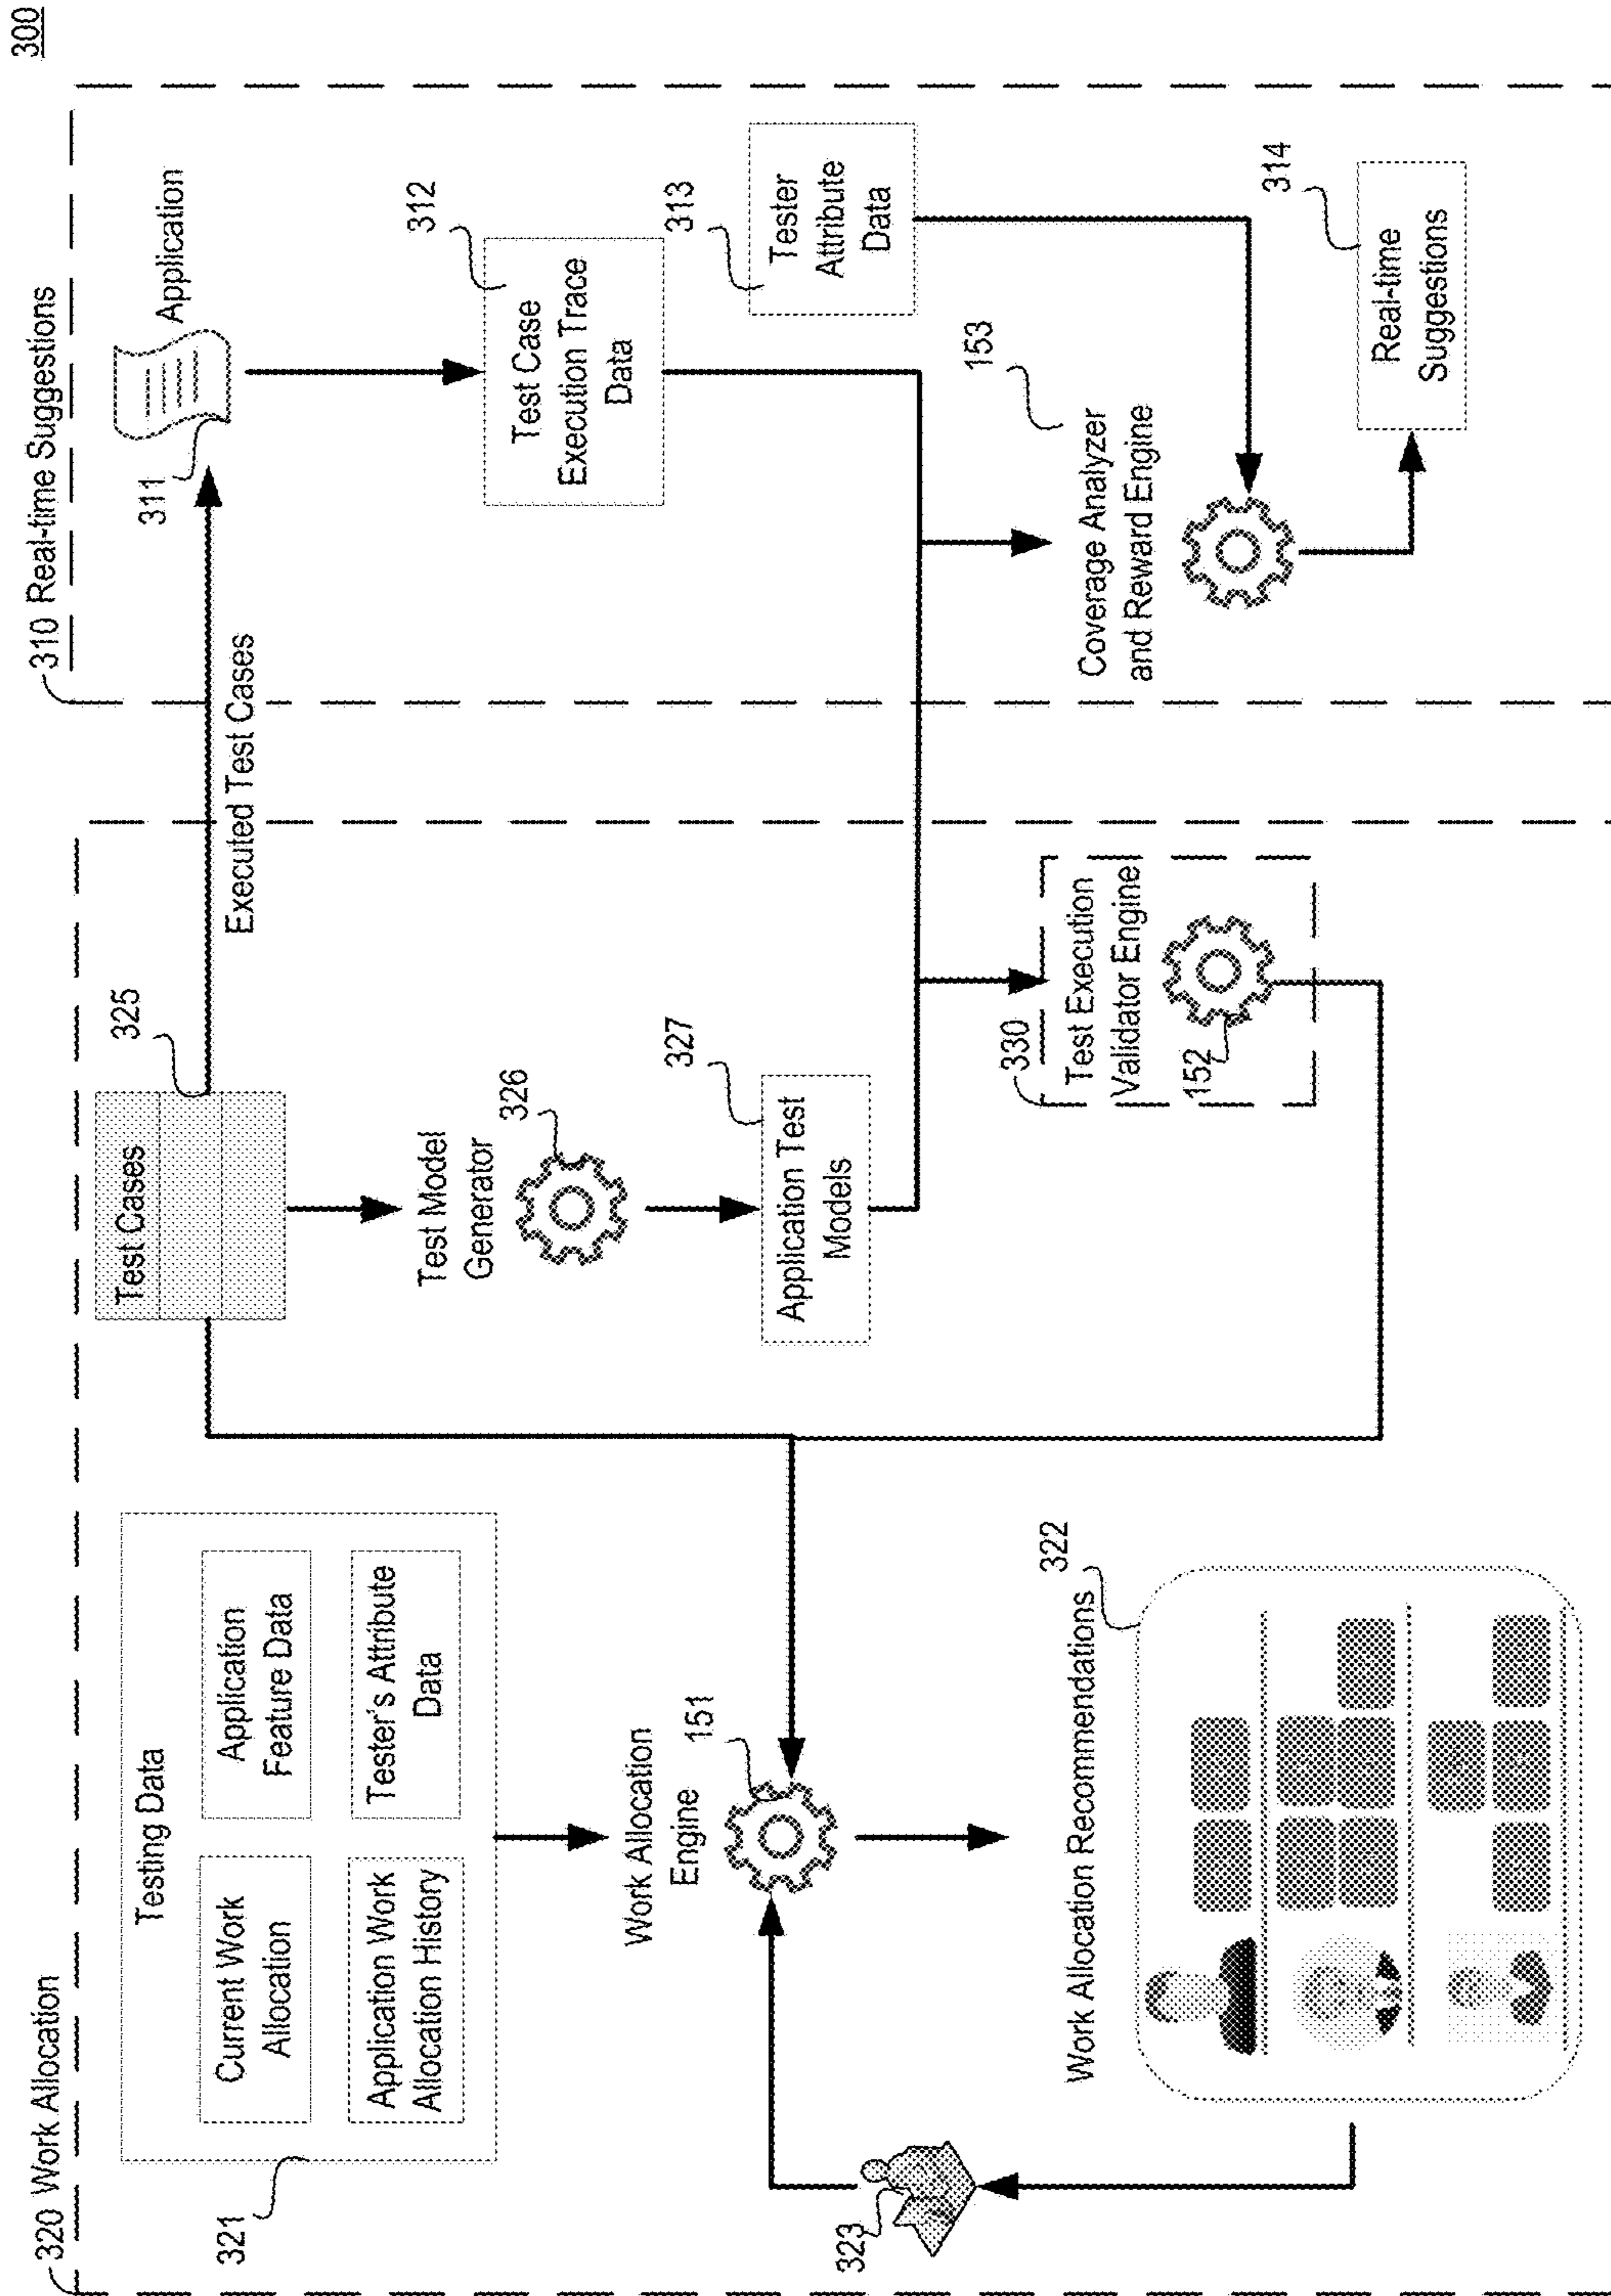 300
320 Work Allocation
310 Real-time Suggestions
Testing Data
Current Work
Allocation
Application
Feature Data
Application Work
Allocation History
Tester's Attribute
Data
321
Test Cases
325
Executed Test Cases
311
Application
Test Model
Generator
326
312
Test Case
Execution Trace
Data
313
Tester
Attribute
Data
Work Allocation
Engine
151
Application Test
Models
327
323
330
Test Execution
Validator Engine
152
Coverage Analyzer
and Reward Engine
153
314
Real-time
Suggestions
Work Allocation Recommendations
322